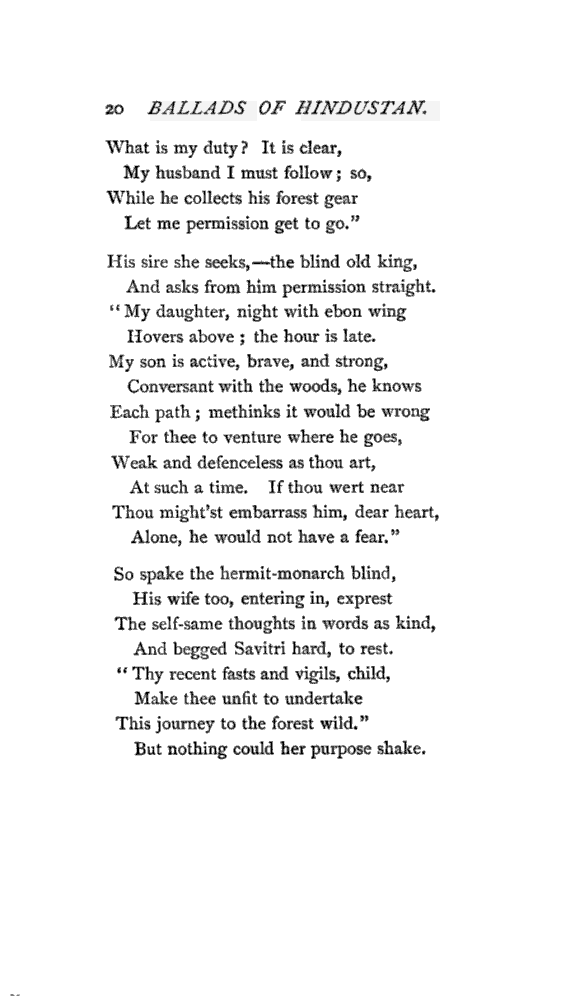 20 BALLADS OF HINDUSTAN.
What is my duty? It is clear,
My husband I must follow; so,
While he collects his forest gear
Let me permission get to go."
His sire she seeks,—the blind old king,
And asks from him permission straight.
"My daughter, night with ebon wing
Hovers above; the hour is late.
My son is active, brave, and strong,
Conversant with the woods, he knows
Each path; methinks it would be wrong
For thee to venture where he goes,
Weak and defenceless as thou art,
At such a time. If thou wert near
Thou might'st embarrass him, dear heart,
Alone, he would not have a fear."
So spake the hermit-monarch blind,
His wife too, entering in, exprest
The self-same thoughts in words as kind,
And begged Savitri hard, to rest.
"Thy recent fasts and vigils, child,
Make thee unfit to undertake
This journey to the forest wild."
But nothing could her purpose shake.